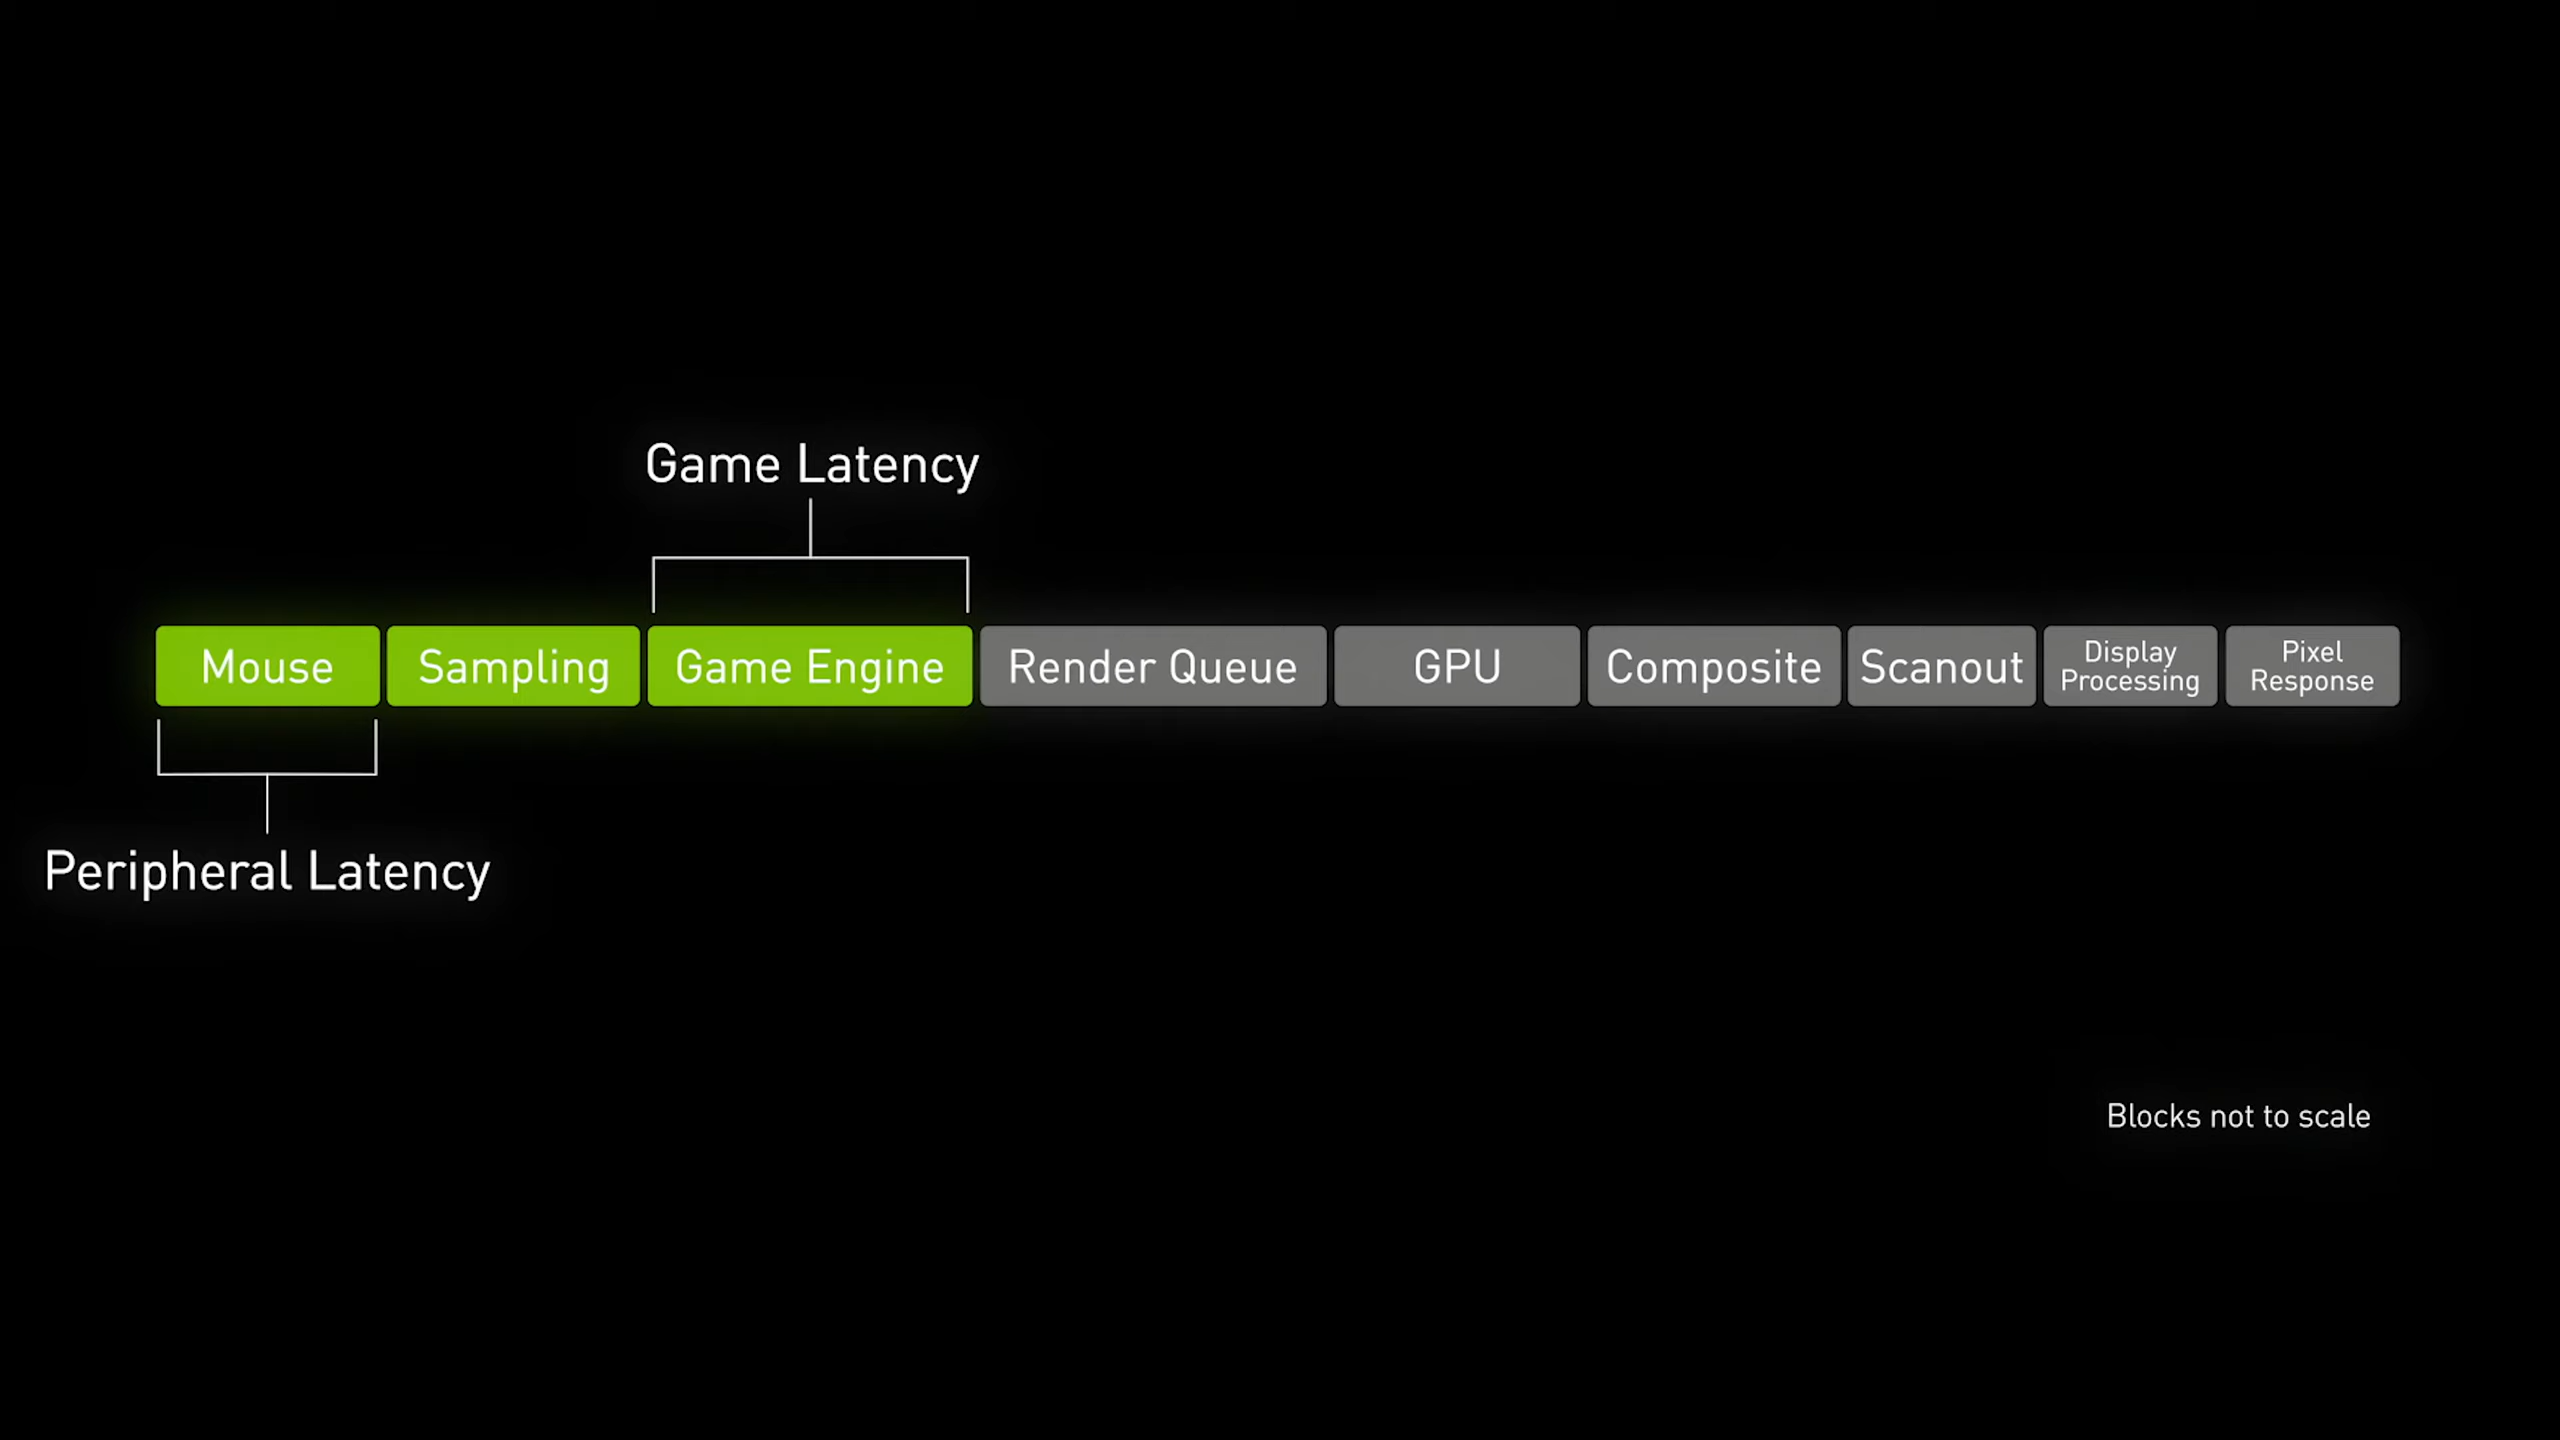 Game Latency
Mouse
Sampling
Game Engine
Render Queue
GPU
Composite
Scanout
Display
Processing
Pixel
Response
Peripheral Latency
Blocks not to scale